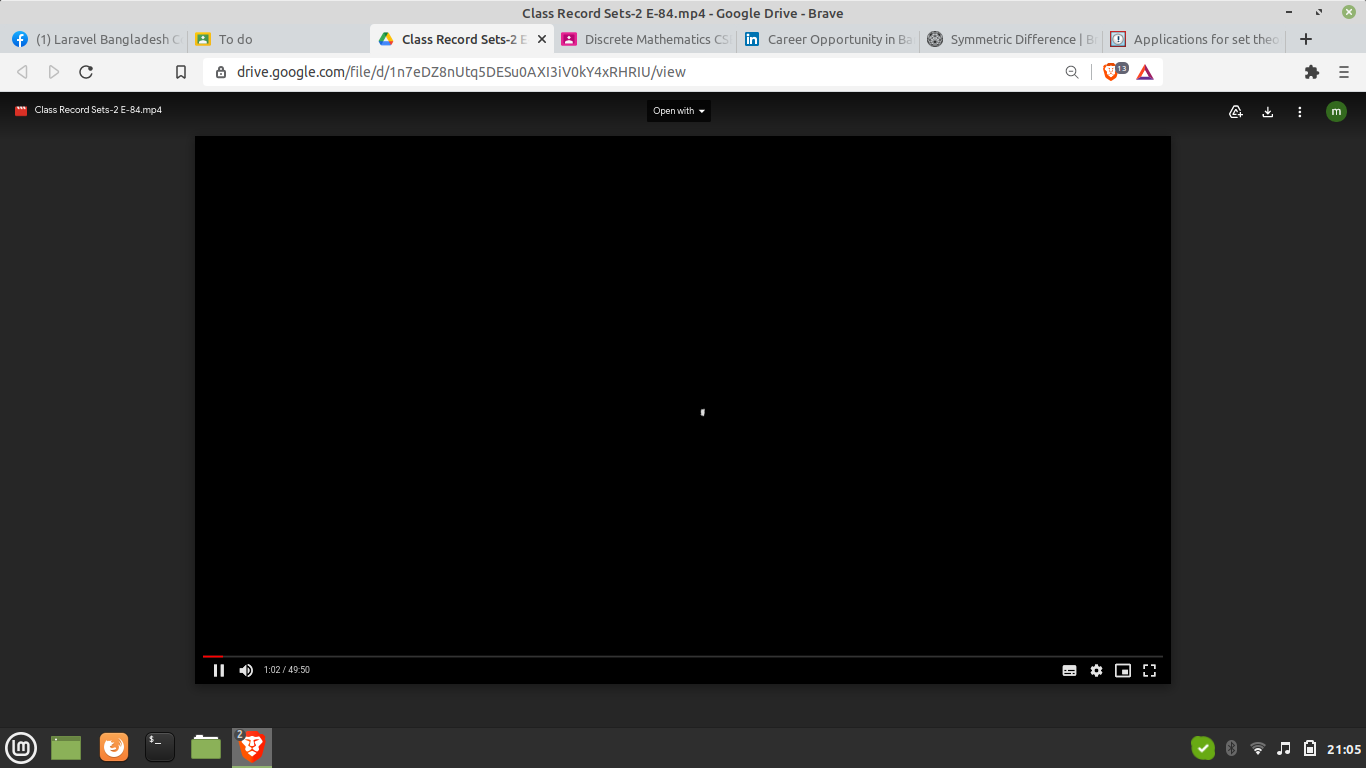 Class Record Sets-2 E-84.mp4 - Google Drive - Brave
(1) Laravel Bangladesh C
To do
Class Record Sets-2 E
Discrete Mathematics CS
Career Opportunity in Ba
Symmetric Difference | Br
Applications for set theo
drive.google.com/file/d/1n7eDZ8nUtq5DESu0AXI3iV0kY4xRHRIU/view
13
Class Record Sets-2 E-84.mp4
Open with
m
1:02 / 49:50
2
21:05